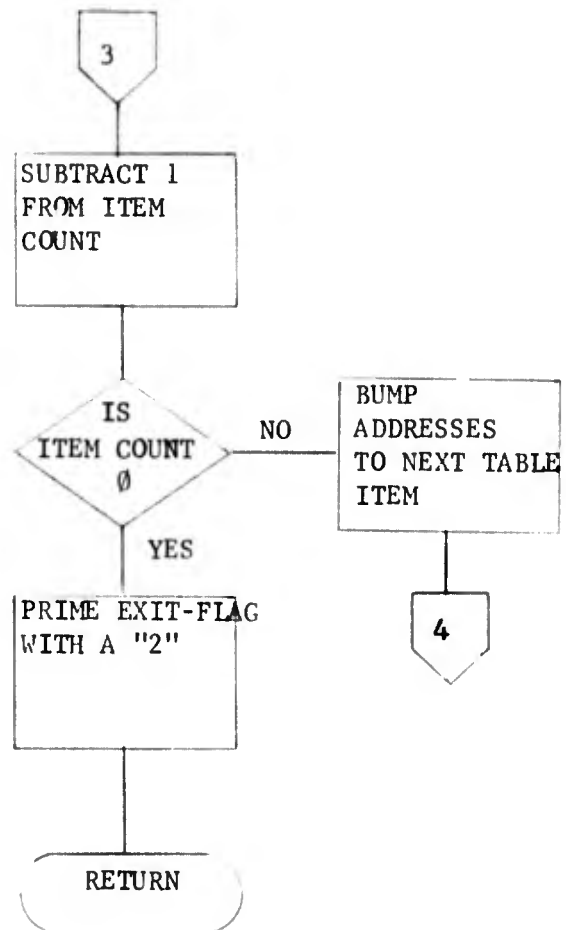 3
SUBTRACT 1
FROM ITEM
COUNT
IS
ITEM COUNT
Ø
NO
BUMP
ADDRESSES
TO NEXT TABLE
ITEM
YES
4
PRIME EXIT-FLAG
WITH A "2"
RETURN